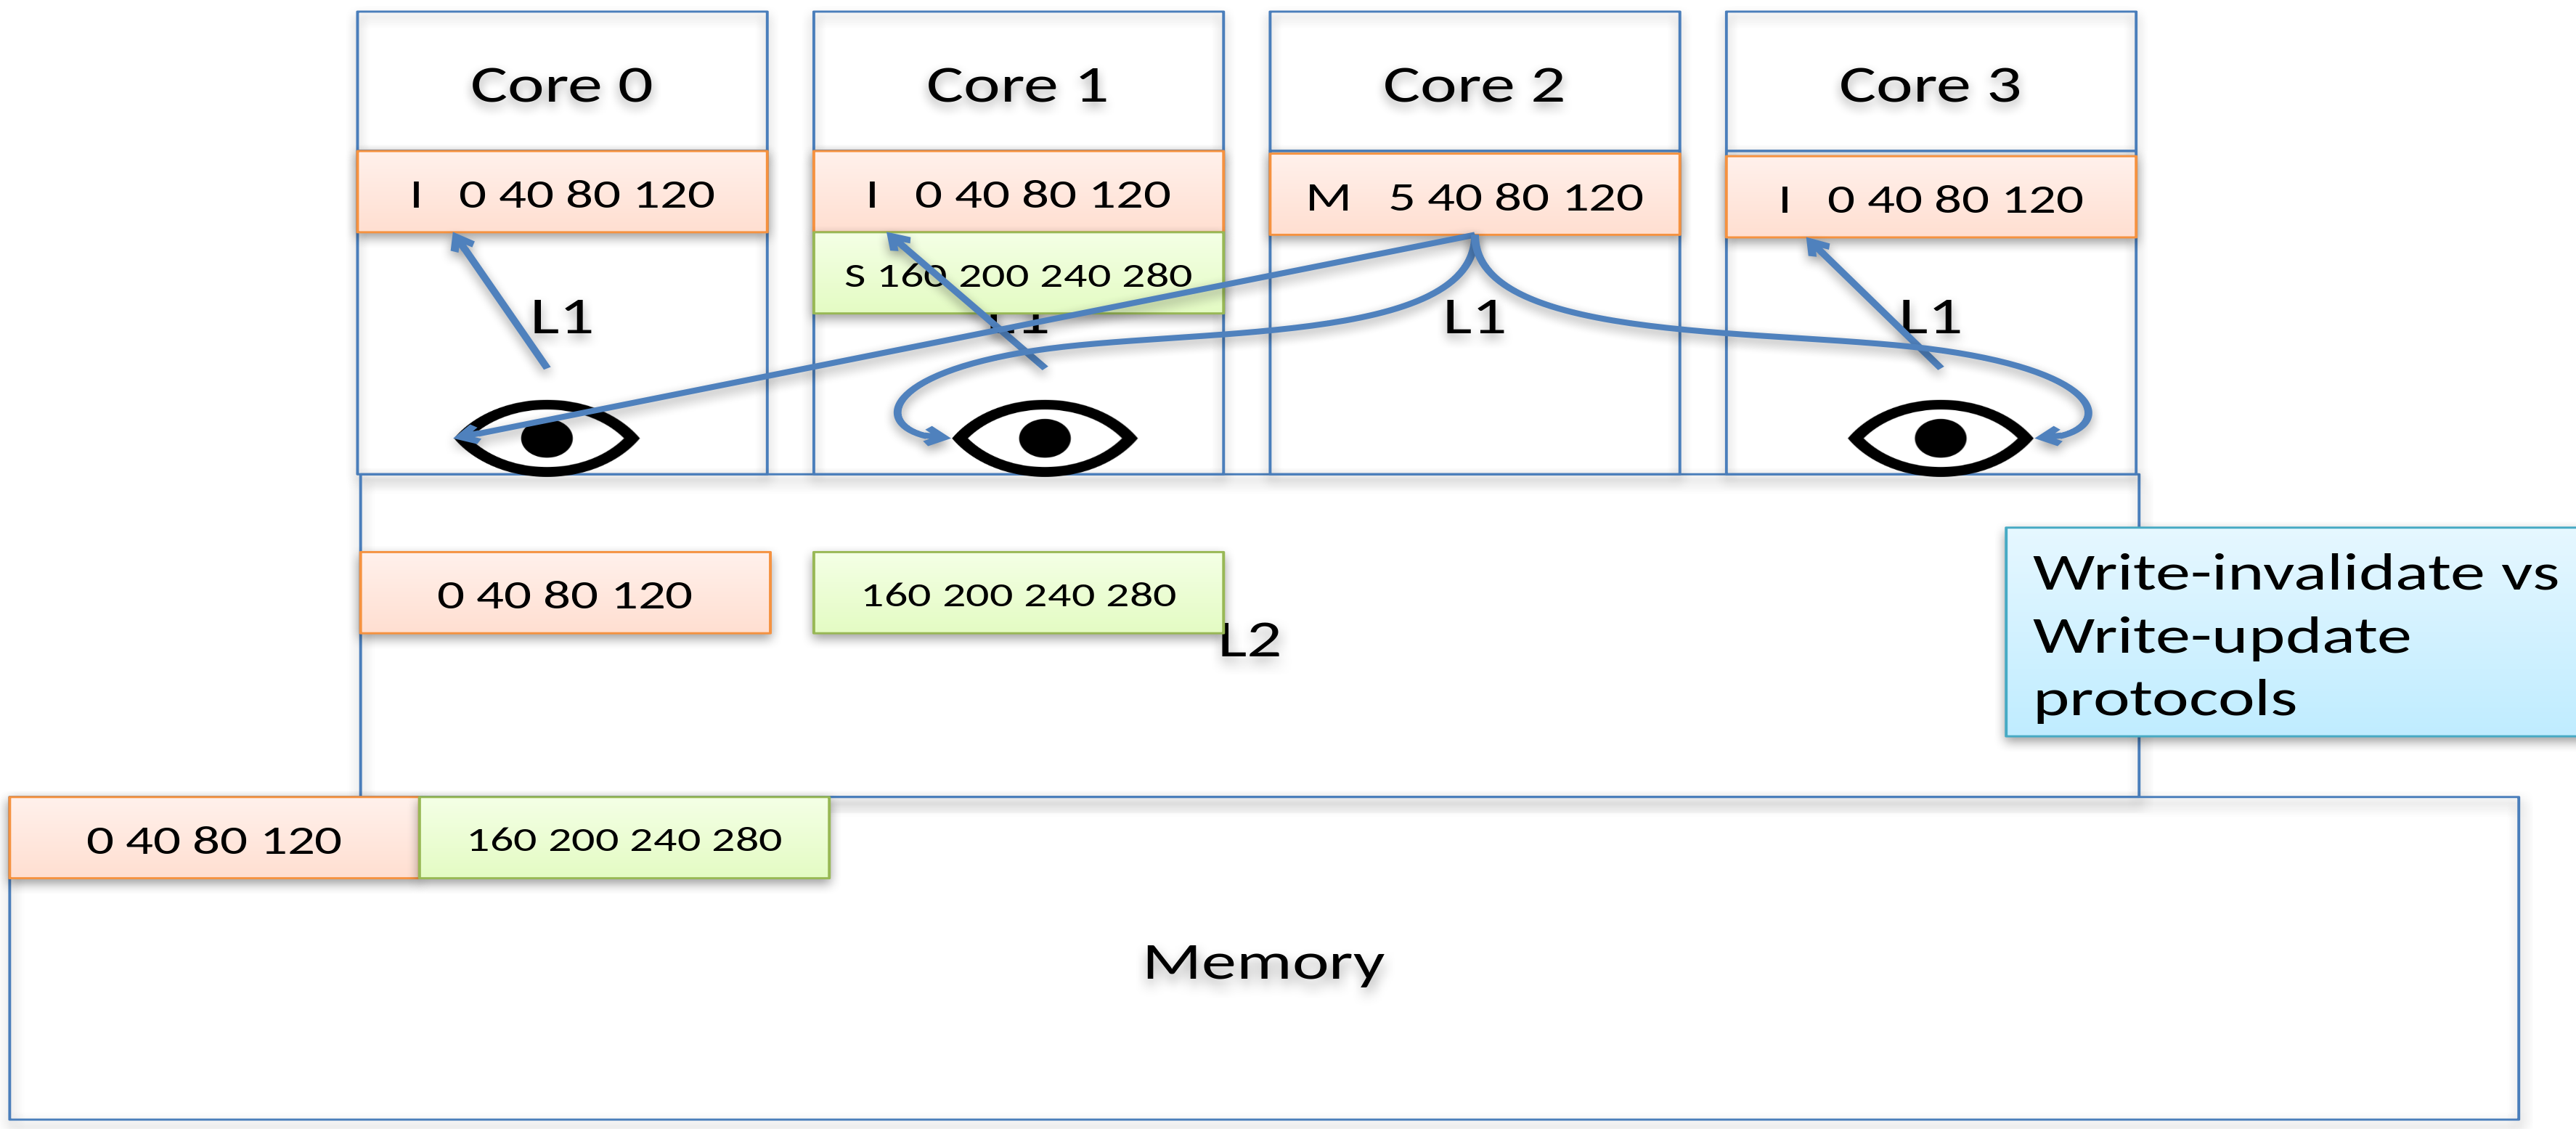 Core 0
Core 1
Core 2
Core 3
I 0 40 80 120
I 0 40 80 120
M 5 40 80 120
I 0 40 80 120
S 160 200 240 280
L1
L1
L1
L1
0 40 80 120
160 200 240 280
L2
Write-invalidate vs
Write-update
protocols
0 40 80 120
160 200 240 280
Memory